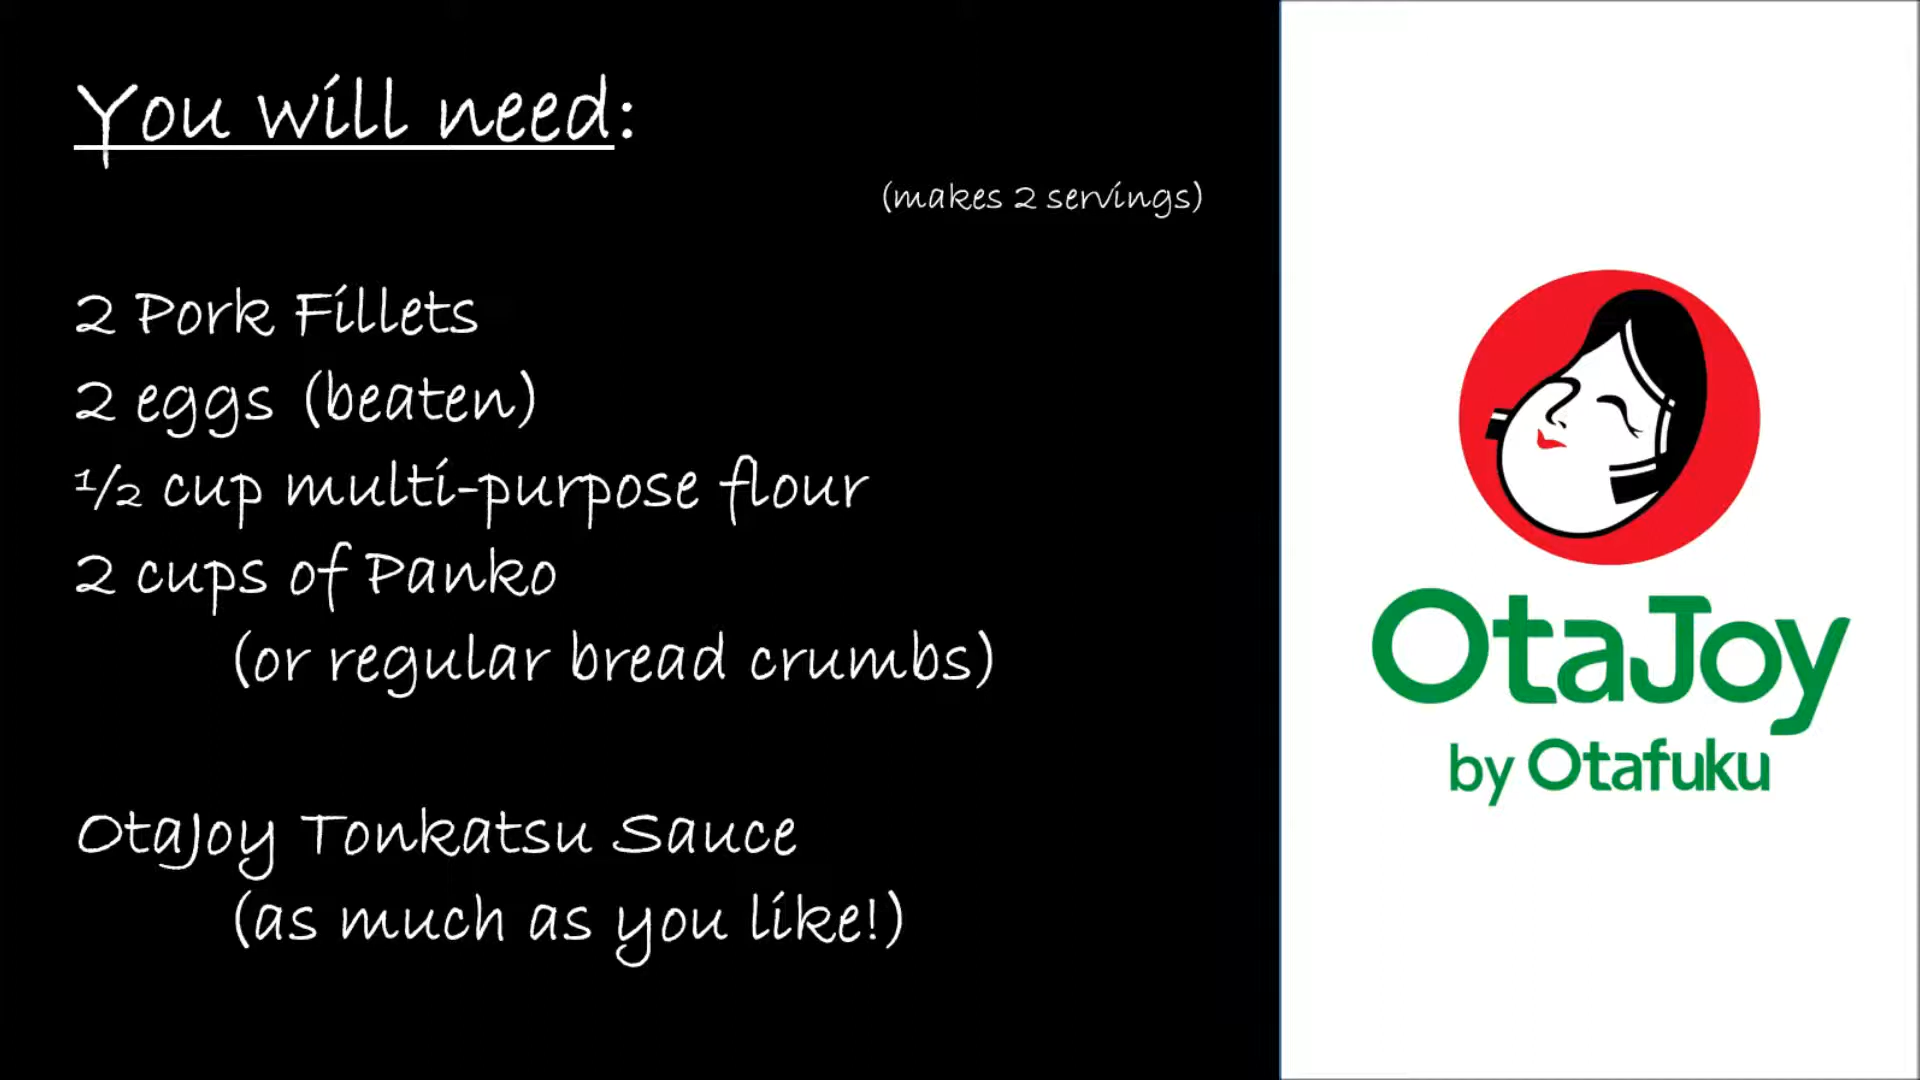 You will need:
(makes 2 servings)
2 Pork Fillets
2 eggs (beaten)
½ cup multi-purpose flour
2 cups of Panko
(or regular bread crumbs)
OtaJoy Tonkatsu Sauce
(as much as you like!)
OtaJoy
by Otafuku